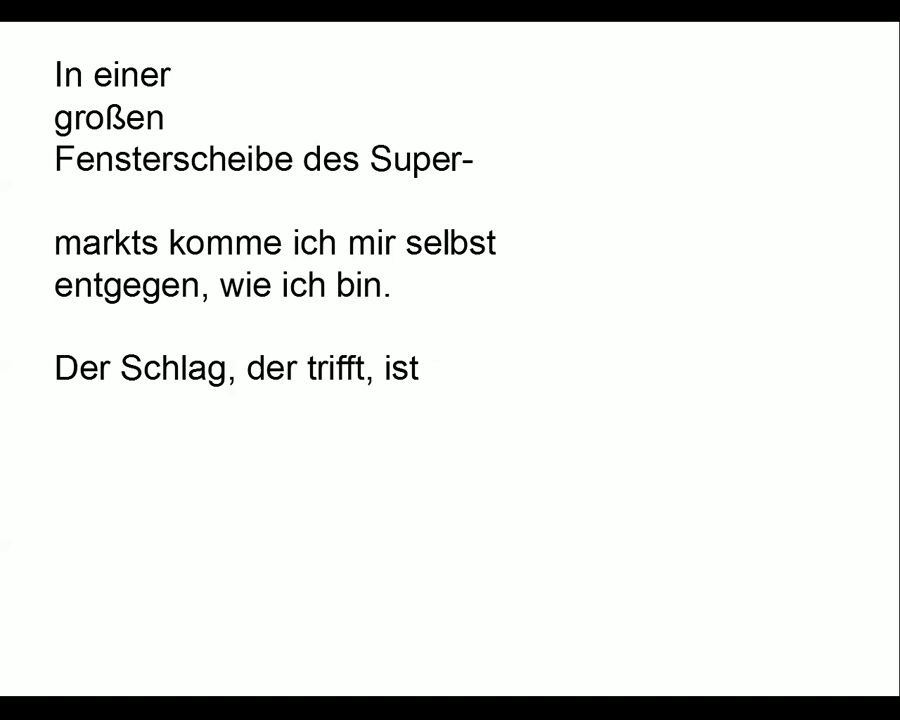 In einer
großen
Fensterscheibe des Super-
markts komme ich mir selbst
entgegen, wie ich bin.
Der Schlag, der trifft, ist